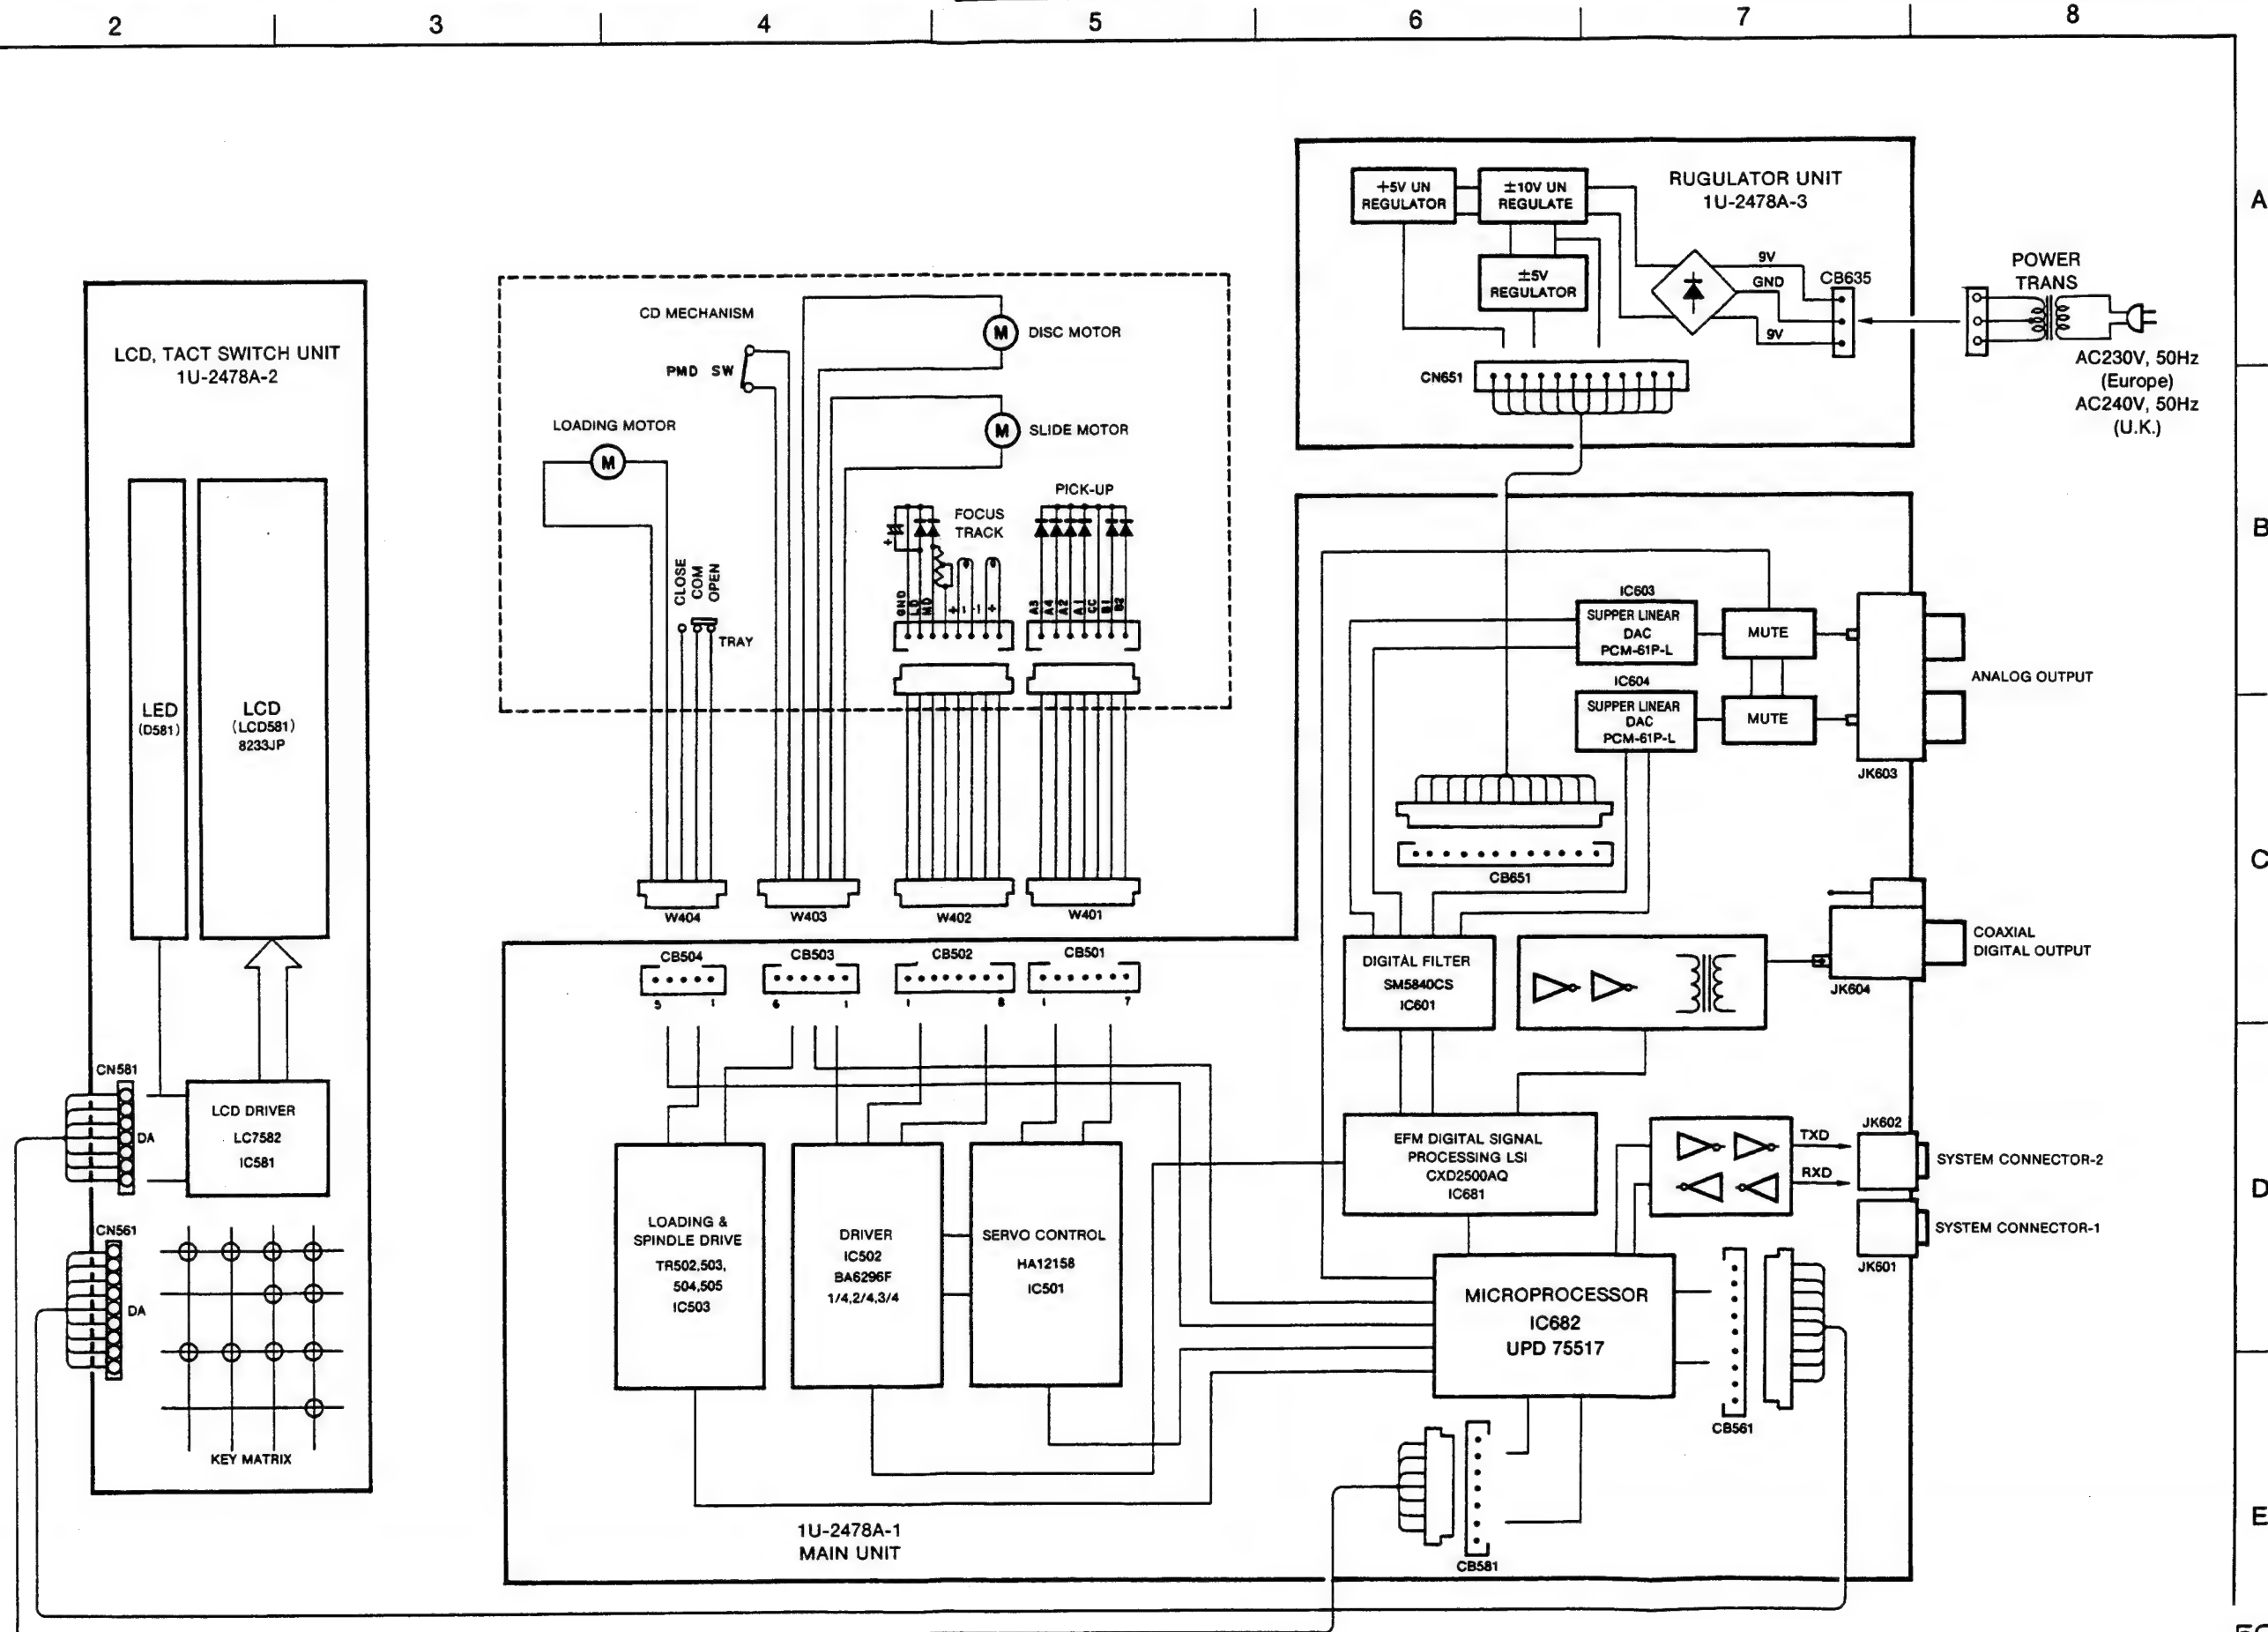 2 3 4 5 6 7 8
A
B
C
D
E
LCD, TACT SWITCH UNIT
1U-2478A-2
LED
(D581)
LCD
(LCD581)
8233JP
CN581
DA
LCD DRIVER
LC7582
IC581
CN561
DA
KEY MATRIX
CD MECHANISM
PMD SW
LOADING MOTOR
M
M
DISC MOTOR
M
SLIDE MOTOR
CLOSE
COM
OPEN
TRAY
FOCUS
TRACK
+
GND
LD
MD
+ − − +
PICK-UP
A3
A4
A2
A1
CC
B1
B2
W404
W403
W402
W401
CB504
5 1
CB503
6 1
CB502
1 8
CB501
1 7
LOADING &
SPINDLE DRIVE
TR502,503,
504,505
IC503
DRIVER
IC502
BA6296F
1/4,2/4,3/4
SERVO CONTROL
HA12158
IC501
1U-2478A-1
MAIN UNIT
RUGULATOR UNIT
1U-2478A-3
+5V UN
REGULATOR
±10V UN
REGULATE
±5V
REGULATOR
9V
GND
9V
CB635
CN651
POWER
TRANS
AC230V, 50Hz
(Europe)
AC240V, 50Hz
(U.K.)
IC603
SUPPER LINEAR
DAC
PCM-61P-L
MUTE
IC604
SUPPER LINEAR
DAC
PCM-61P-L
MUTE
ANALOG OUTPUT
JK603
CB651
DIGITAL FILTER
SM5840CS
IC601
COAXIAL
DIGITAL OUTPUT
JK604
EFM DIGITAL SIGNAL
PROCESSING LSI
CXD2500AQ
IC681
TXD
RXD
JK602
SYSTEM CONNECTOR-2
SYSTEM CONNECTOR-1
JK601
MICROPROCESSOR
IC682
UPD 75517
CB561
CB581